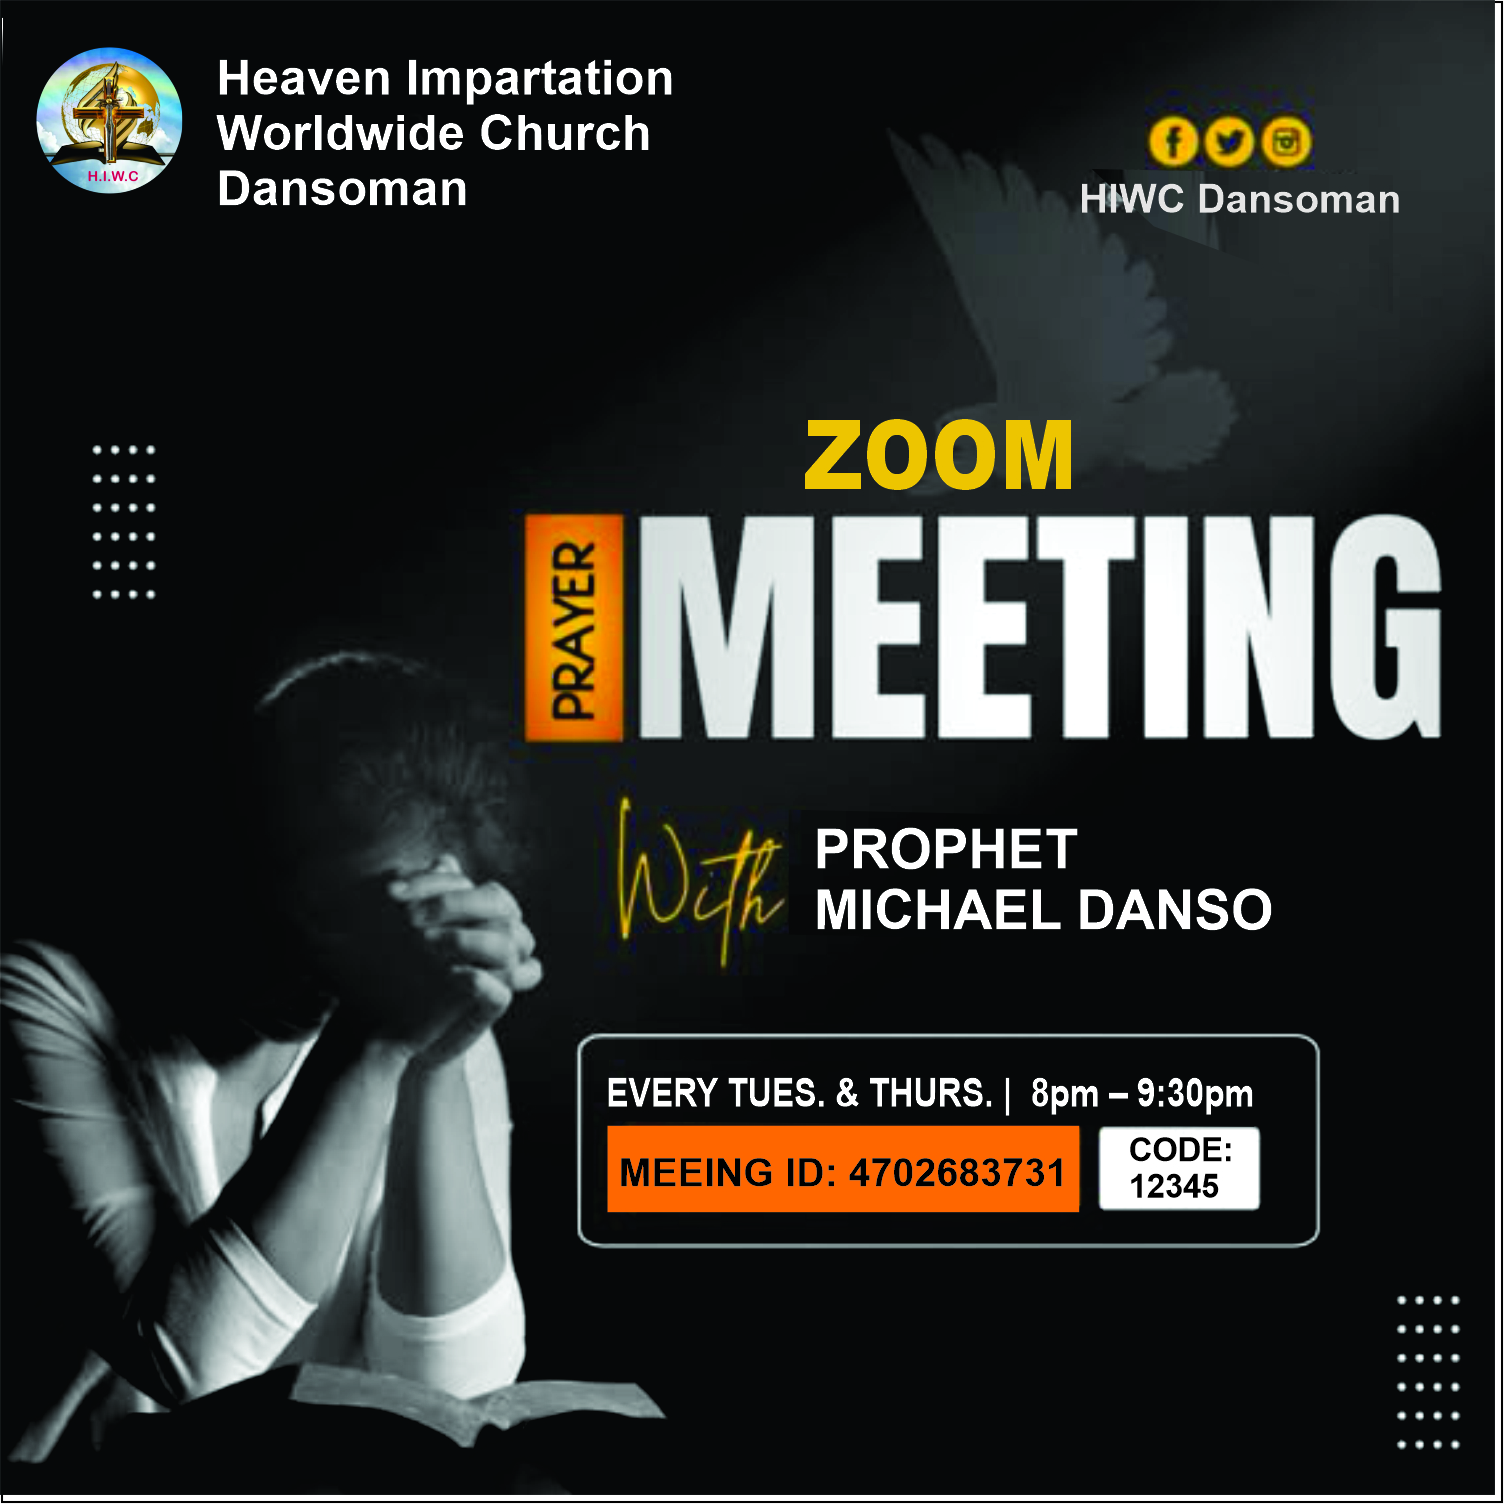 Heaven Impartation
Worldwide Church
Dansoman
H.I.W.C
HIWC Dansoman
ZOOM
PRAYER
MEETING
With
PROPHET
MICHAEL DANSO
EVERY TUES. & THURS. | 8pm – 9:30pm
MEEING ID: 4702683731
CODE:
12345